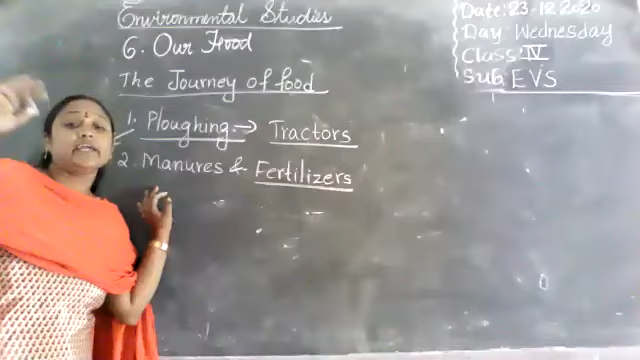 Environmental Studies
6. Our Food
The Journey of food
1. Ploughing → Tractors
2. Manures & Fertilizers
Date: 23.12.2020
Day: Wednesday
Class: IV
Sub: EVS